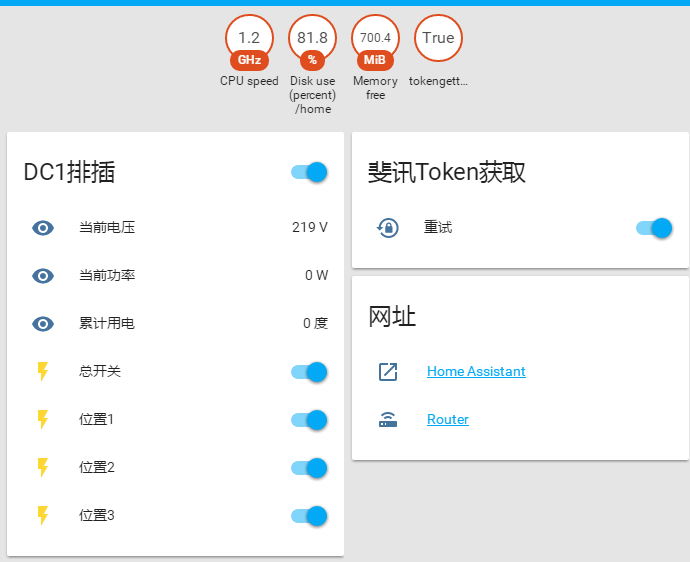 1.2
GHz
CPU speed
81.8
%
Disk use
(percent)
/home
700.4
MiB
Memory
free
True
tokengett...
DC1排插
当前电压 219 V
当前功率 0 W
累计用电 0 度
总开关
位置1
位置2
位置3
斐讯Token获取
重试
网址
Home Assistant
Router